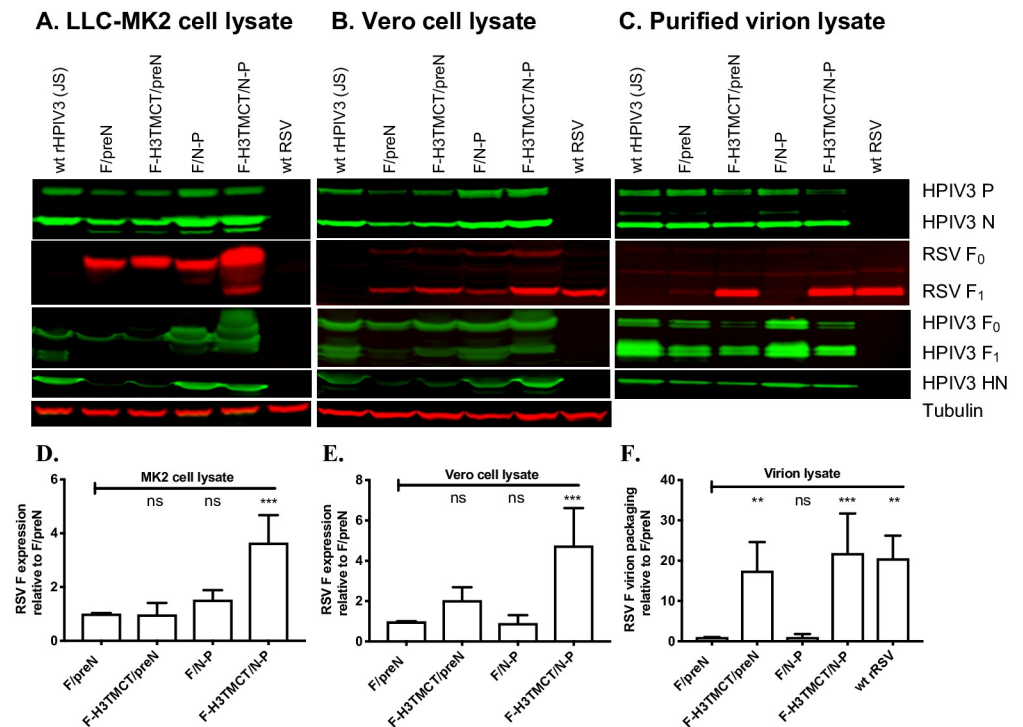 A. LLC-MK2 cell lysate
B. Vero cell lysate
C. Purified virion lysate
wt rHPIV3 (JS)
F/preN
F-H3TMCT/preN
F/N-P
F-H3TMCT/N-P
wt RSV
wt rHPIV3 (JS)
F/preN
F-H3TMCT/preN
F/N-P
F-H3TMCT/N-P
wt RSV
wt rHPIV3 (JS)
F/preN
F-H3TMCT/preN
F/N-P
F-H3TMCT/N-P
wt RSV
HPIV3 P
HPIV3 N
RSV F₀
RSV F₁
HPIV3 F₀
HPIV3 F₁
HPIV3 HN
Tubulin
D.
MK2 cell lysate
RSV F expression
relative to F/preN
6
4
2
0
ns
ns
***
F/preN
F-H3TMCT/preN
F/N-P
F-H3TMCT/N-P
E.
Vero cell lysate
RSV F expression
relative to F/preN
8
6
4
2
0
ns
ns
***
F/preN
F-H3TMCT/preN
F/N-P
F-H3TMCT/N-P
F.
Virion lysate
RSV F virion packaging
relative to F/preN
40
30
20
10
0
**
ns
***
**
F/preN
F-H3TMCT/preN
F/N-P
F-H3TMCT/N-P
wt rRSV